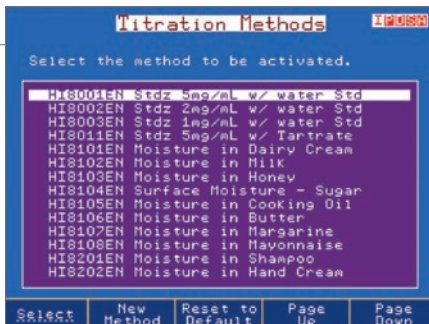 Titration Methods
Select the method to be activated.
HI8001EN Stdz 5mg/mL w/ water Std
HI8002EN Stdz 2mg/mL w/ water Std
HI8003EN Stdz 1mg/mL w/ water Std
HI8011EN Stdz 5mg/mL w/ Tartrate
HI8101EN Moisture in Dairy Cream
HI8102EN Moisture in Milk
HI8103EN Moisture in Honey
HI8104EN Surface Moisture - Sugar
HI8105EN Moisture in Cooking Oil
HI8106EN Moisture in Butter
HI8107EN Moisture in Margarine
HI8108EN Moisture in Mayonnaise
HI8201EN Moisture in Shampoo
HI8202EN Moisture in Hand Cream
Select New Method Reset to Default Page Up Page Down